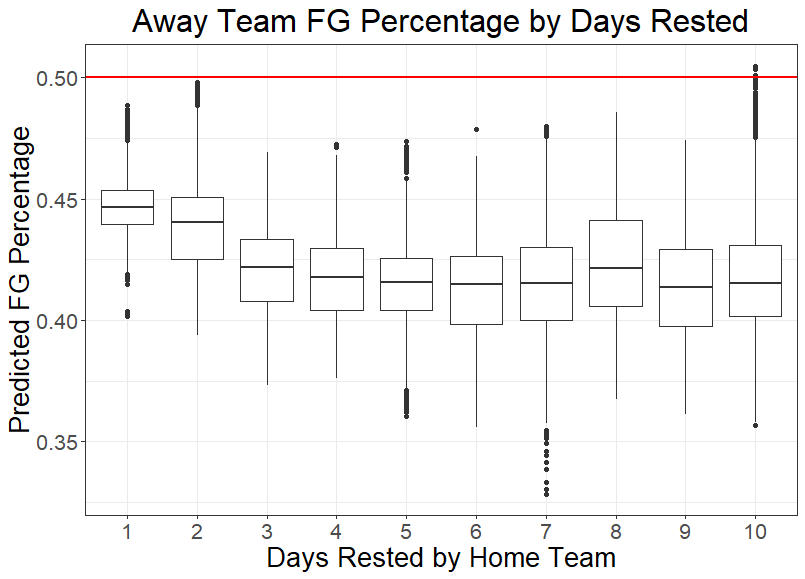 Away Team FG Percentage by Days Rested
Predicted FG Percentage
0.50
0.45
0.40
0.35
1 2 3 4 5 6 7 8 9 10
Days Rested by Home Team